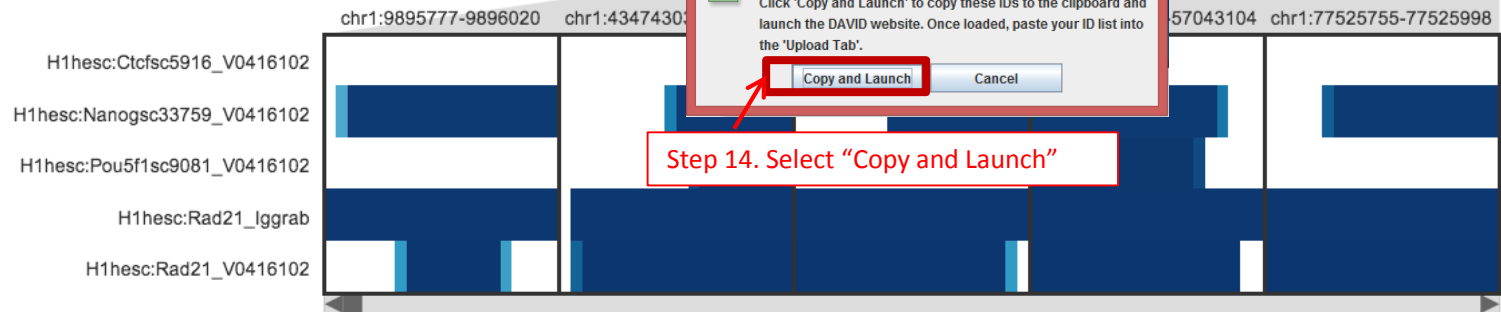 Click 'Copy and Launch' to copy these IDs to the clipboard and
launch the DAVID website. Once loaded, paste your ID list into
the 'Upload Tab'.
Copy and Launch Cancel
chr1:9895777-9896020 chr1:43474303 57043104 chr1:77525755-77525998
Step 14. Select “Copy and Launch”
H1hesc:Ctcfsc5916_V0416102
H1hesc:Nanogsc33759_V0416102
H1hesc:Pou5f1sc9081_V0416102
H1hesc:Rad21_Iggrab
H1hesc:Rad21_V0416102